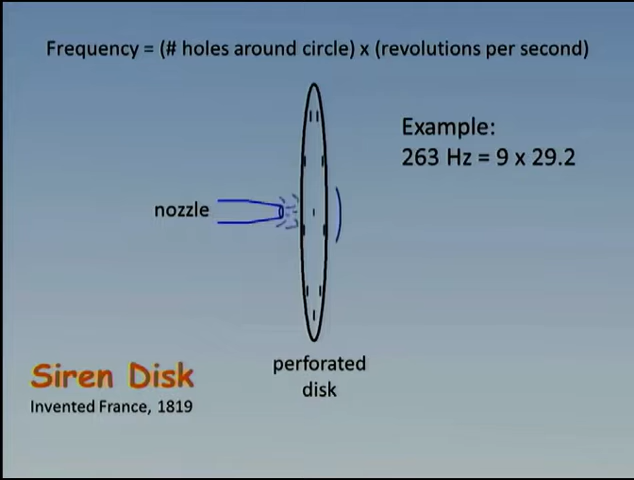 Frequency = (# holes around circle) x (revolutions per second)
Example:
263 Hz = 9 x 29.2
nozzle
perforated
disk
Siren Disk
Invented France, 1819